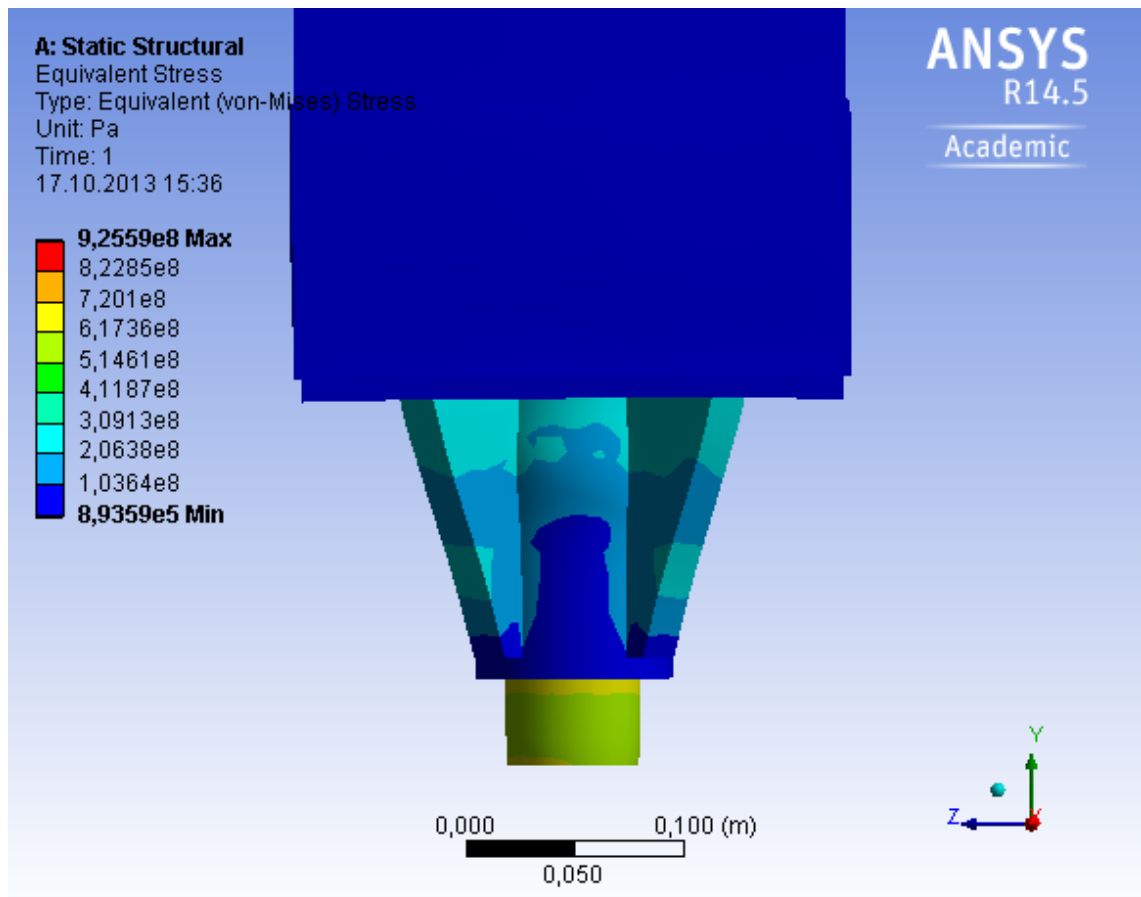 A: Static Structural
Equivalent Stress
Type: Equivalent (von-Mises) Stress
Unit: Pa
Time: 1
17.10.2013 15:36
9,2559e8 Max
8,2285e8
7,201e8
6,1736e8
5,1461e8
4,1187e8
3,0913e8
2,0638e8
1,0364e8
8,9359e5 Min
ANSYS
R14.5
Academic
0,000
0,100 (m)
0,050
Y
Z
X